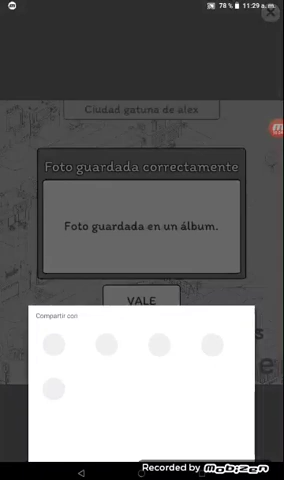 78 % 11:29 a. m.
Ciudad gatuna de alex
Foto guardada correctamente
Foto guardada en un álbum.
VALE
Compartir con
Recorded by mobizen